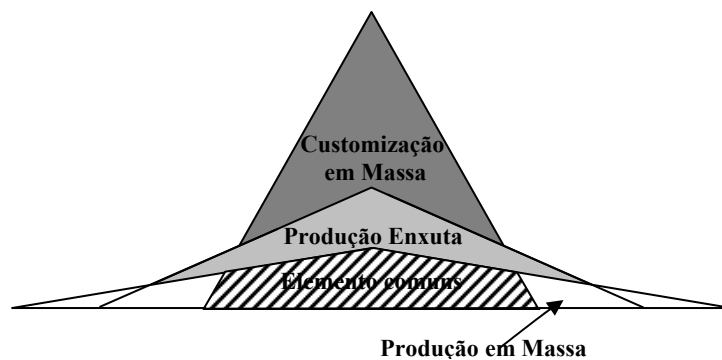 Customização
em Massa
Produção Enxuta
Elemento comuns
Produção em Massa